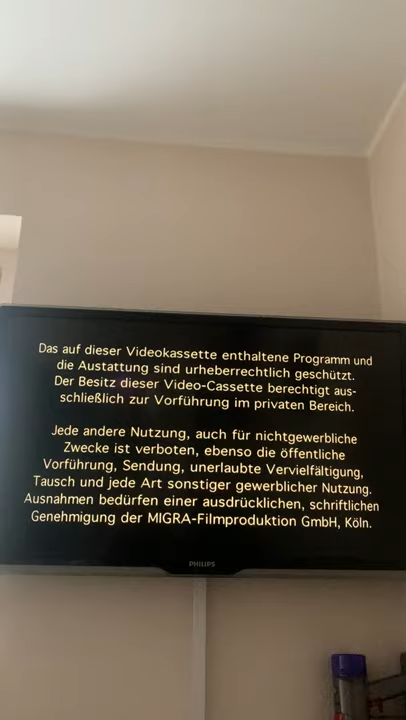 Das auf dieser Videokassette enthaltene Programm und
die Austattung sind urheberrechtlich geschützt.
Der Besitz dieser Video-Cassette berechtigt aus-
schließlich zur Vorführung im privaten Bereich.
Jede andere Nutzung, auch für nichtgewerbliche
Zwecke ist verboten, ebenso die öffentliche
Vorführung, Sendung, unerlaubte Vervielfältigung,
Tausch und jede Art sonstiger gewerblicher Nutzung.
Ausnahmen bedürfen einer ausdrücklichen, schriftlichen
Genehmigung der MIGRA-Filmproduktion GmbH, Köln.
PHILIPS